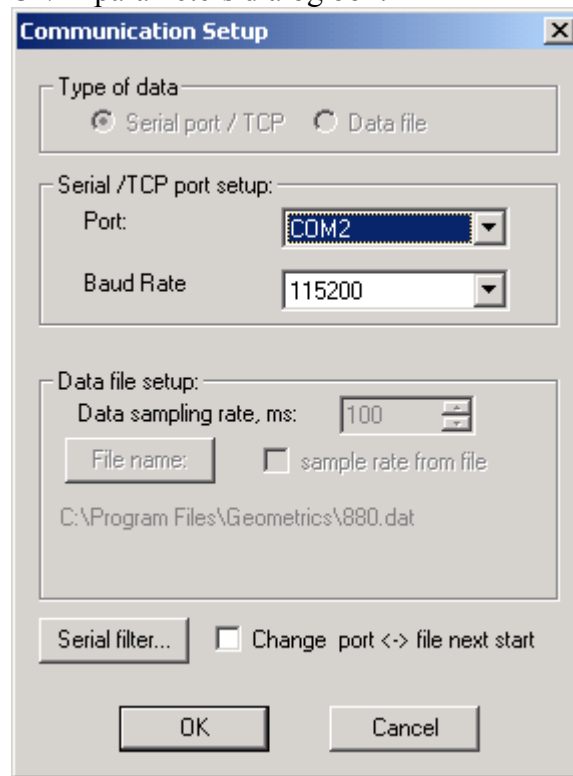 Communication Setup
Type of data
Serial port / TCP Data file
Serial /TCP port setup:
Port: COM2
Baud Rate 115200
Data file setup:
Data sampling rate, ms: 100
File name: sample rate from file
C:\Program Files\Geometrics\880.dat
Serial filter... Change port <-> file next start
OK Cancel